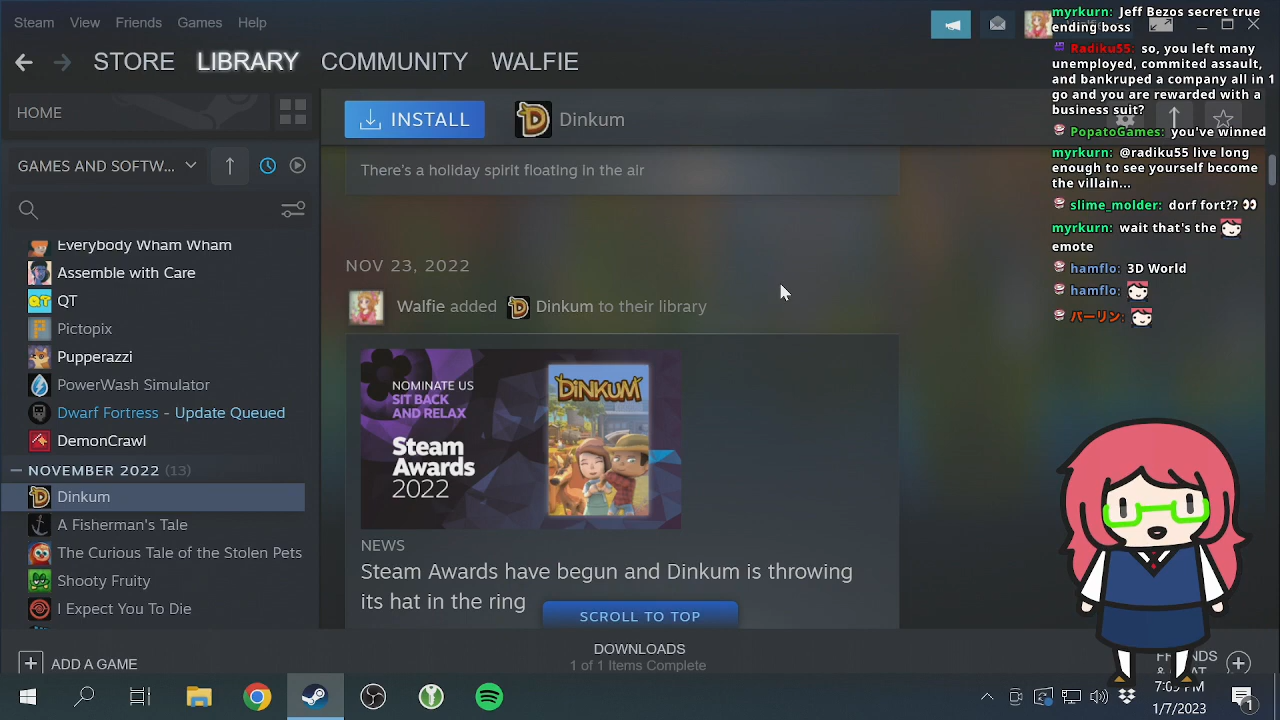 Steam View Friends Games Help
STORE LIBRARY COMMUNITY WALFIE
HOME
INSTALL
Dinkum
GAMES AND SOFTW...
Everybody Wham Wham
Assemble with Care
QT
Pictopix
Pupperazzi
PowerWash Simulator
Dwarf Fortress - Update Queued
DemonCrawl
NOVEMBER 2022 (13)
Dinkum
A Fisherman's Tale
The Curious Tale of the Stolen Pets
Shooty Fruity
I Expect You To Die
ADD A GAME
There's a holiday spirit floating in the air
NOV 23, 2022
Walfie added Dinkum to their library
NOMINATE US
SIT BACK
AND RELAX
Steam
Awards
2022
DiNKUM
NEWS
Steam Awards have begun and Dinkum is throwing
its hat in the ring
SCROLL TO TOP
DOWNLOADS
1 of 1 Items Complete
myrkurn: Jeff Bezos secret true
ending boss
Radiku55: so, you left many
unemployed, commited assault,
and bankruped a company all in 1
go and you are rewarded with a
business suit?
PopatoGames: you've winned
myrkurn: @radiku55 live long
enough to see yourself become
the villain...
slime_molder: dorf fort?? 👀
myrkurn: wait that's the
emote
hamflo: 3D World
hamflo:
パーリン:
FRIENDS
1/7/2023
1